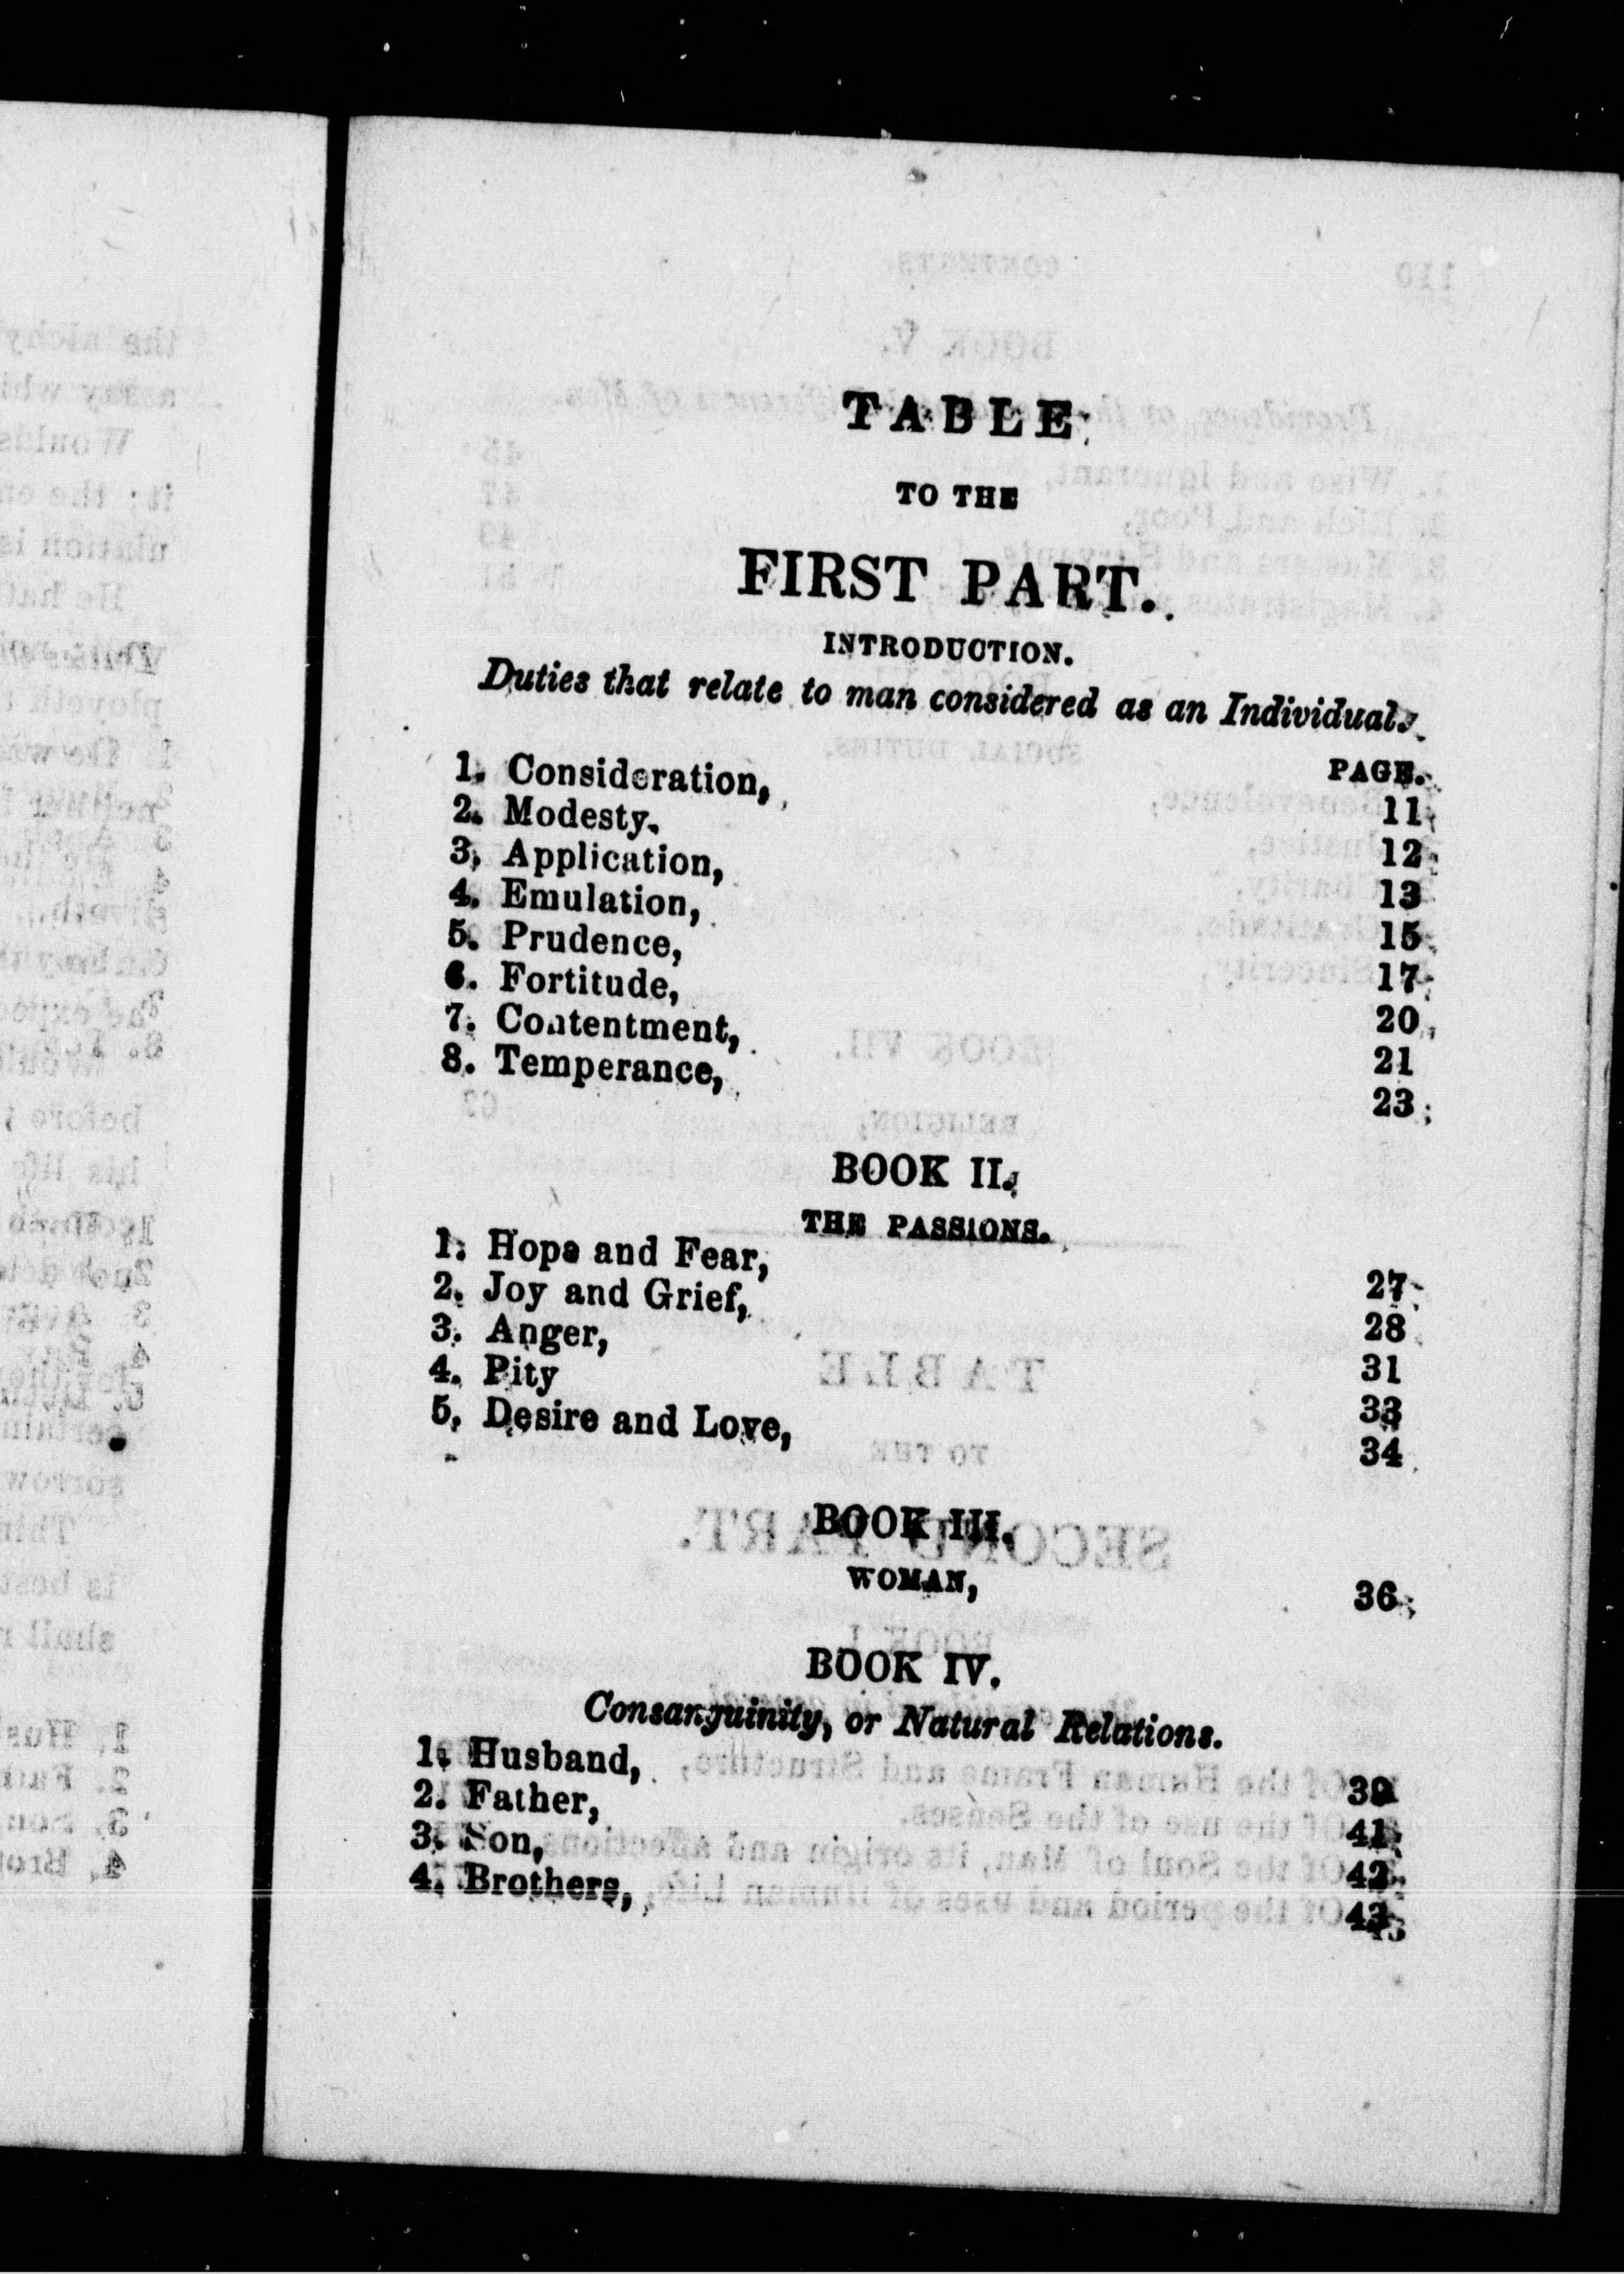 TABLE
TO THE
FIRST PART.
INTRODUCTION.
Duties that relate to man considered as an Individual.
PAGE.
1. Consideration, 11
2. Modesty. 12
3. Application, 13
4. Emulation, 15
5. Prudence, 17
6. Fortitude, 20
7. Contentment, 21
8. Temperance, 23
BOOK II.
THE PASSIONS.
1. Hope and Fear, 27
2. Joy and Grief, 28
3. Anger, 31
4. Pity 33
5. Desire and Love, 34
BOOK III.
WOMAN, 36
BOOK IV.
Consanguinity, or Natural Relations.
1. Husband, 39
2. Father, 41
3. Son, 42
4. Brothers, 43